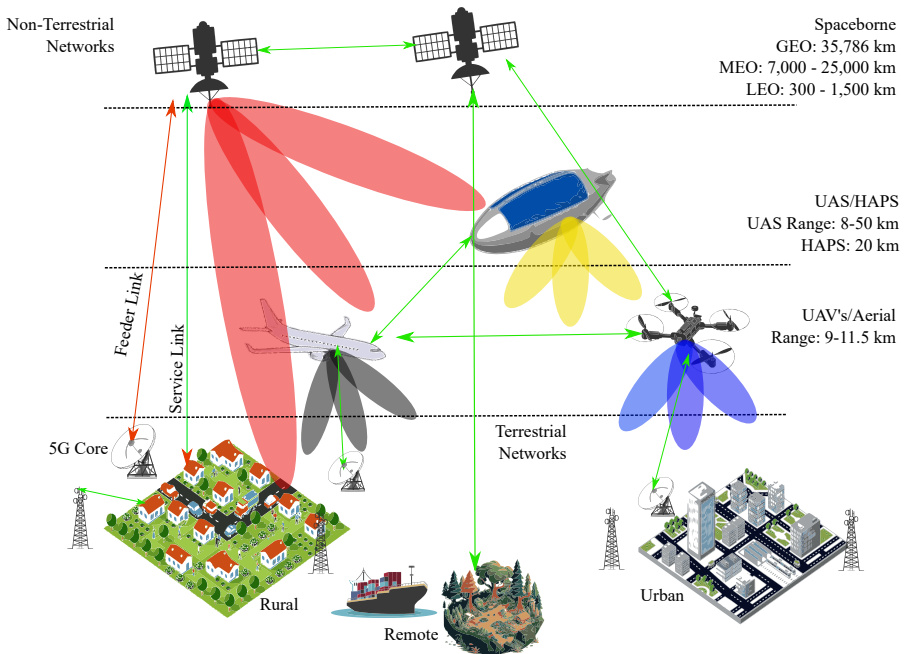 Non-Terrestrial
Networks
Spaceborne
GEO: 35,786 km
MEO: 7,000 - 25,000 km
LEO: 300 - 1,500 km
UAS/HAPS
UAS Range: 8-50 km
HAPS: 20 km
UAV's/Aerial
Range: 9-11.5 km
Feeder Link
Service Link
Terrestrial
Networks
5G Core
Rural
Remote
Urban